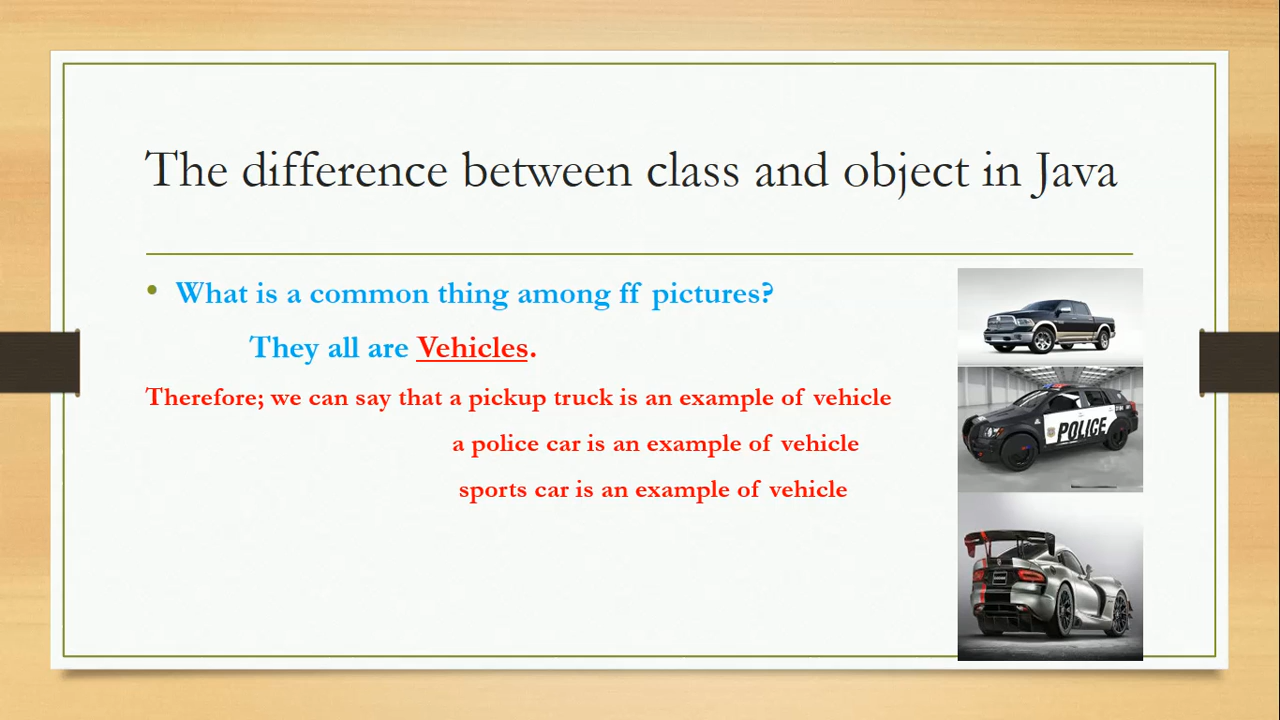 The difference between class and object in Java
• What is a common thing among ff pictures?
They all are Vehicles.
Therefore; we can say that a pickup truck is an example of vehicle
a police car is an example of vehicle
sports car is an example of vehicle
POLICE